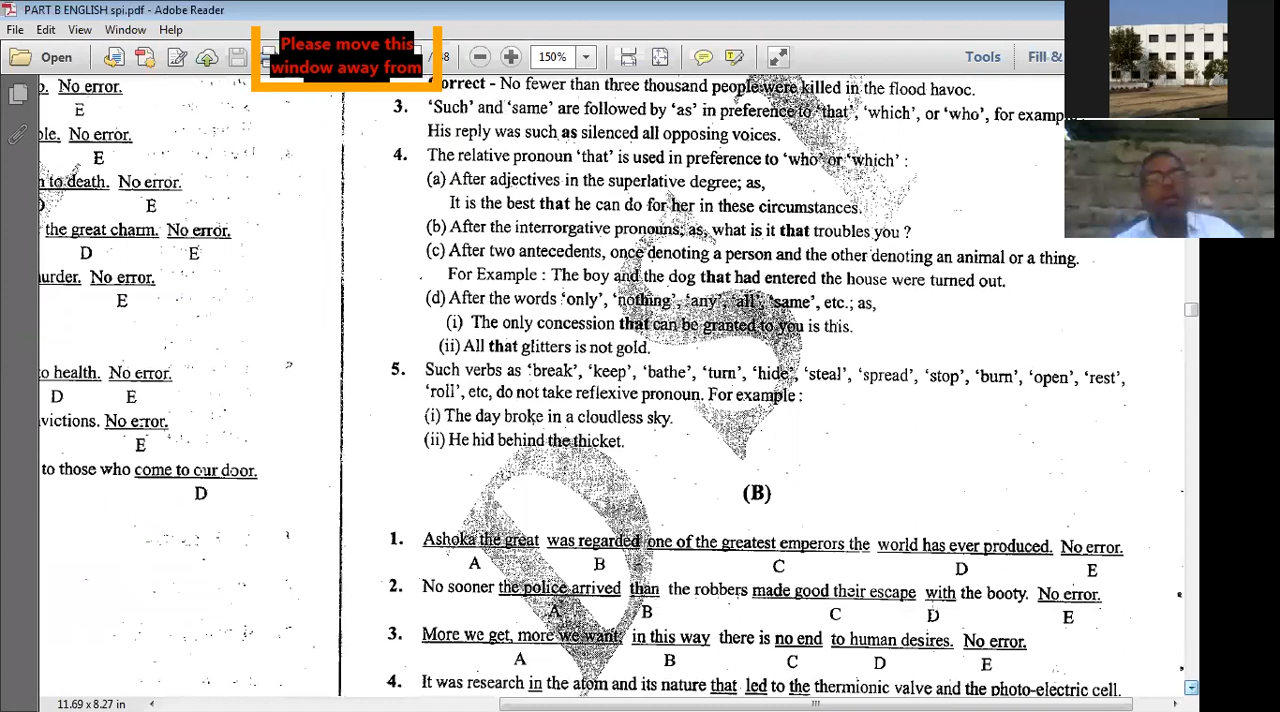 PART B ENGLISH spi.pdf - Adobe Reader
File Edit View Window Help
Open
Please move this
window away from
150%
Tools Fill &
No error.
E
No error.
E
to death. No error.
E
the great charm. No error.
D E
No error.
E
to health. No error.
D E
No error.
E
to those who come to our door.
D
No fewer than three thousand people were killed in the flood havoc.
3. ‘Such’ and ‘same’ are followed by ‘as’ in preference to ‘that’, ‘which’, or ‘who’, for
His reply was such as silenced all opposing voices.
4. The relative pronoun ‘that’ is used in preference to ‘who’ or ‘which’ :
(a) After adjectives in the superlative degree; as,
It is the best that he can do for her in these circumstances.
(b) After the interrorgative pronouns; as, what is it that troubles you ?
(c) After two antecedents, once denoting a person and the other denoting an animal or a thing.
For Example : The boy and the dog that had entered the house were turned out.
(d) After the words ‘only’, ‘nothing’, ‘any’, ‘all’, ‘same’, etc.; as,
(i) The only concession that can be granted to you is this.
(ii) All that glitters is not gold.
5. Such verbs as ‘break’, ‘keep’, ‘bathe’, ‘turn’, ‘hide’, ‘steal’, ‘spread’, ‘stop’, ‘burn’, ‘open’, ‘rest’,
‘roll’, etc, do not take reflexive pronoun. For example :
(i) The day broke in a cloudless sky.
(ii) He hid behind the thicket.
(B)
1. Ashoka the great was regarded one of the greatest emperors the world has ever produced. No error.
A B C D E
2. No sooner the police arrived than the robbers made good their escape with the booty. No error.
A B C D E
3. More we get, more we want, in this way there is no end to human desires. No error.
A B C D E
4. It was research in the atom and its nature that led to the thermionic valve and the photo-electric cell.
11.69 x 8.27 in